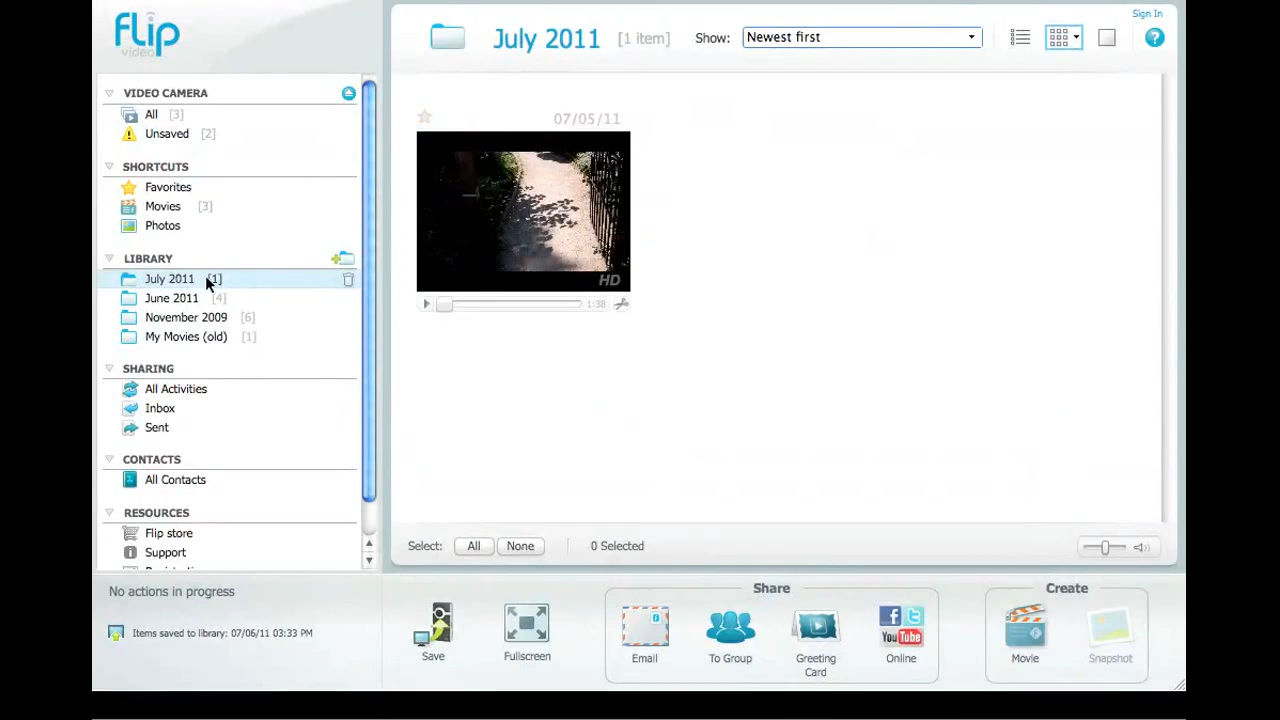 flip
video
VIDEO CAMERA
All [3]
Unsaved [2]
SHORTCUTS
Favorites
Movies [3]
Photos
LIBRARY
July 2011 [1]
June 2011 [4]
November 2009 [6]
My Movies (old) [1]
SHARING
All Activities
Inbox
Sent
CONTACTS
All Contacts
RESOURCES
Flip store
Support
No actions in progress
Items saved to library: 07/06/11 03:33 PM
Sign In
July 2011 [1 item] Show: Newest first
?
07/05/11
HD
1:38
Select: All None 0 Selected
Save
Fullscreen
Share
Email
To Group
Greeting
Card
You Tube
Online
Create
Movie
Snapshot